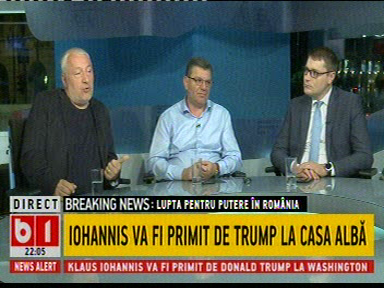 DIRECT
BREAKING NEWS: LUPTA PENTRU PUTERE ÎN ROMÂNIA
b1
IOHANNIS VA FI PRIMIT DE TRUMP LA CASA ALBĂ
22:05
NEWS ALERT
KLAUS IOHANNIS VA FI PRIMIT DE DONALD TRUMP LA WASHINGTON